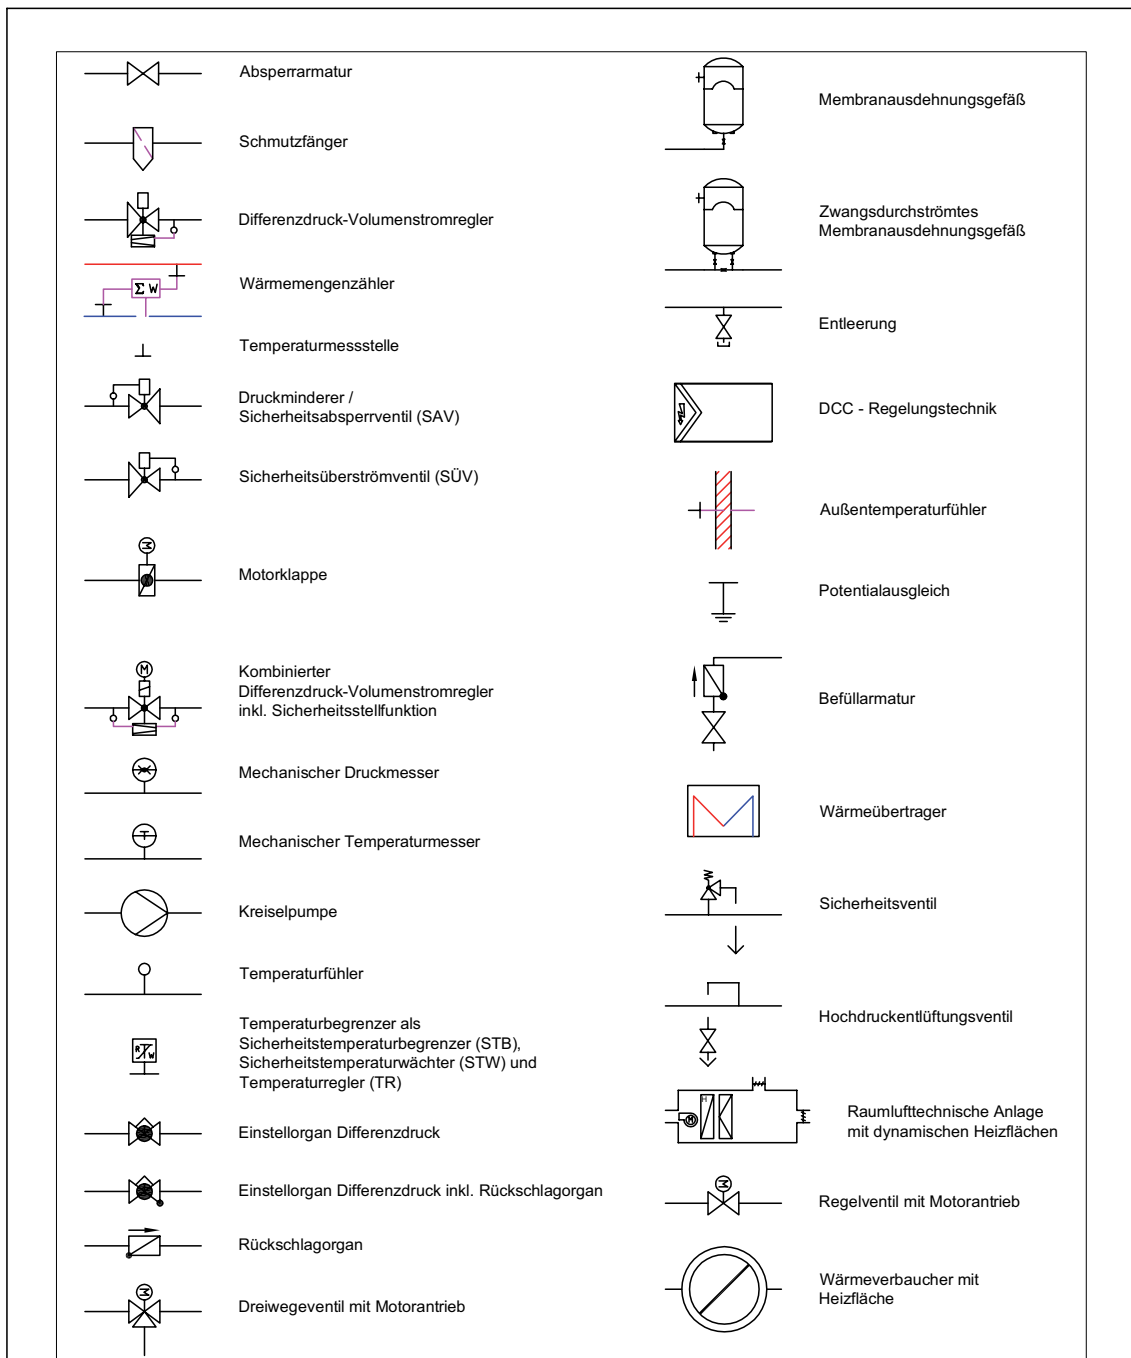 Absperrarmatur
Schmutzfänger
Differenzdruck-Volumenstromregler
Σ W
Wärmemengenzähler
Temperaturmessstelle
Druckminderer /
Sicherheitsabsperrventil (SAV)
Sicherheitsüberströmventil (SÜV)
M
Motorklappe
M
Kombinierter
Differenzdruck-Volumenstromregler
inkl. Sicherheitsstellfunktion
Mechanischer Druckmesser
T
Mechanischer Temperaturmesser
Kreiselpumpe
Temperaturfühler
R T W
Temperaturbegrenzer als
Sicherheitstemperaturbegrenzer (STB),
Sicherheitstemperaturwächter (STW) und
Temperaturregler (TR)
Einstellorgan Differenzdruck
Einstellorgan Differenzdruck inkl. Rückschlagorgan
Rückschlagorgan
M
Dreiwegeventil mit Motorantrieb
Membranausdehnungsgefäß
Zwangsdurchströmtes
Membranausdehnungsgefäß
Entleerung
DCC - Regelungstechnik
Außentemperaturfühler
Potentialausgleich
Befüllarmatur
Wärmeübertrager
Sicherheitsventil
Hochdruckentlüftungsventil
M
H
Raumlufttechnische Anlage
mit dynamischen Heizflächen
M
Regelventil mit Motorantrieb
Wärmeverbaucher mit
Heizfläche